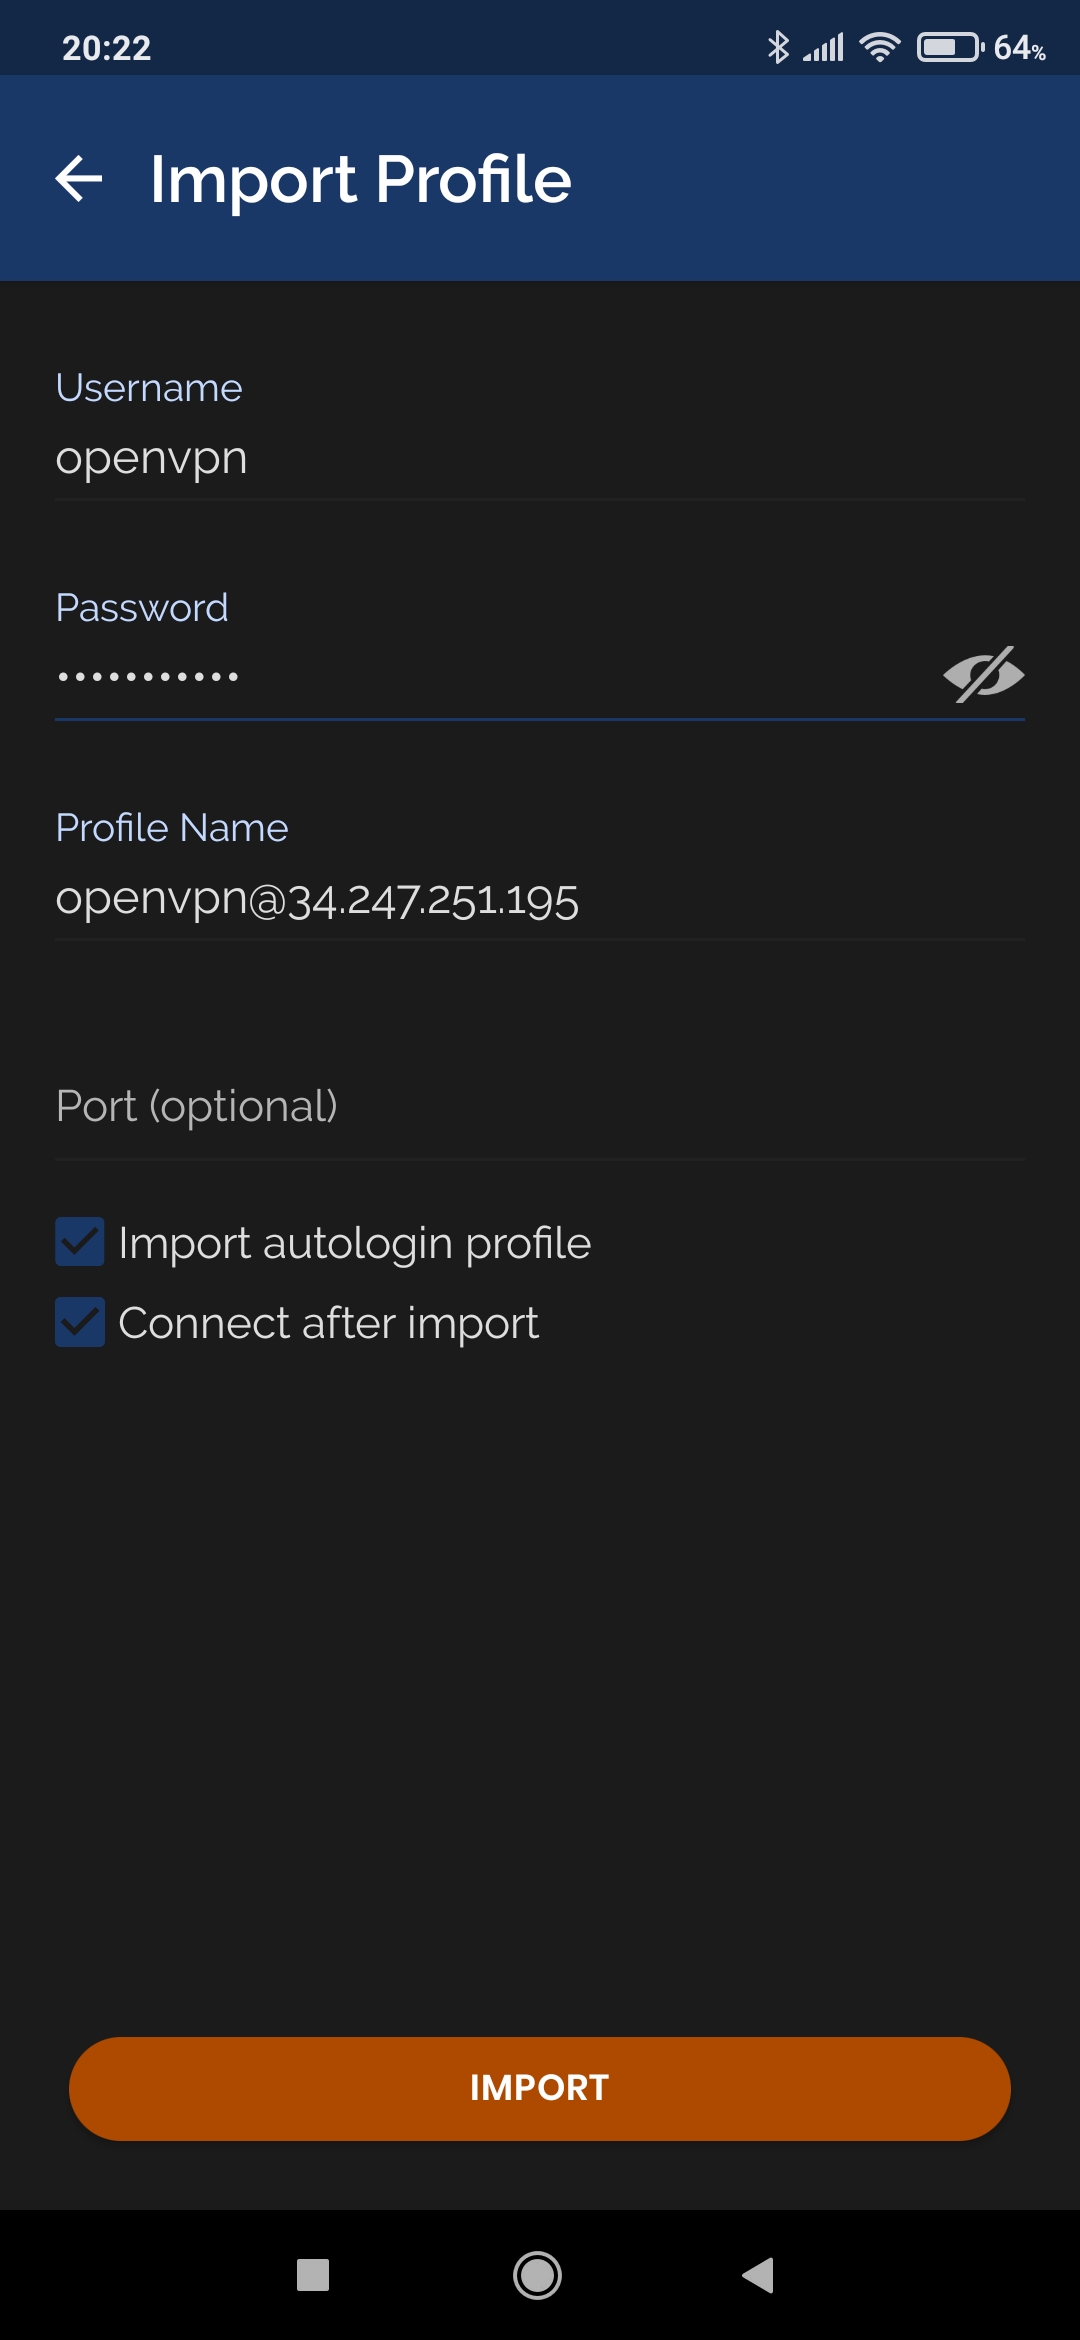 20:22
64%
Import Profile
Username
openvpn
Password
•••••••••••
Profile Name
openvpn@34.247.251.195
Port (optional)
Import autologin profile
Connect after import
IMPORT